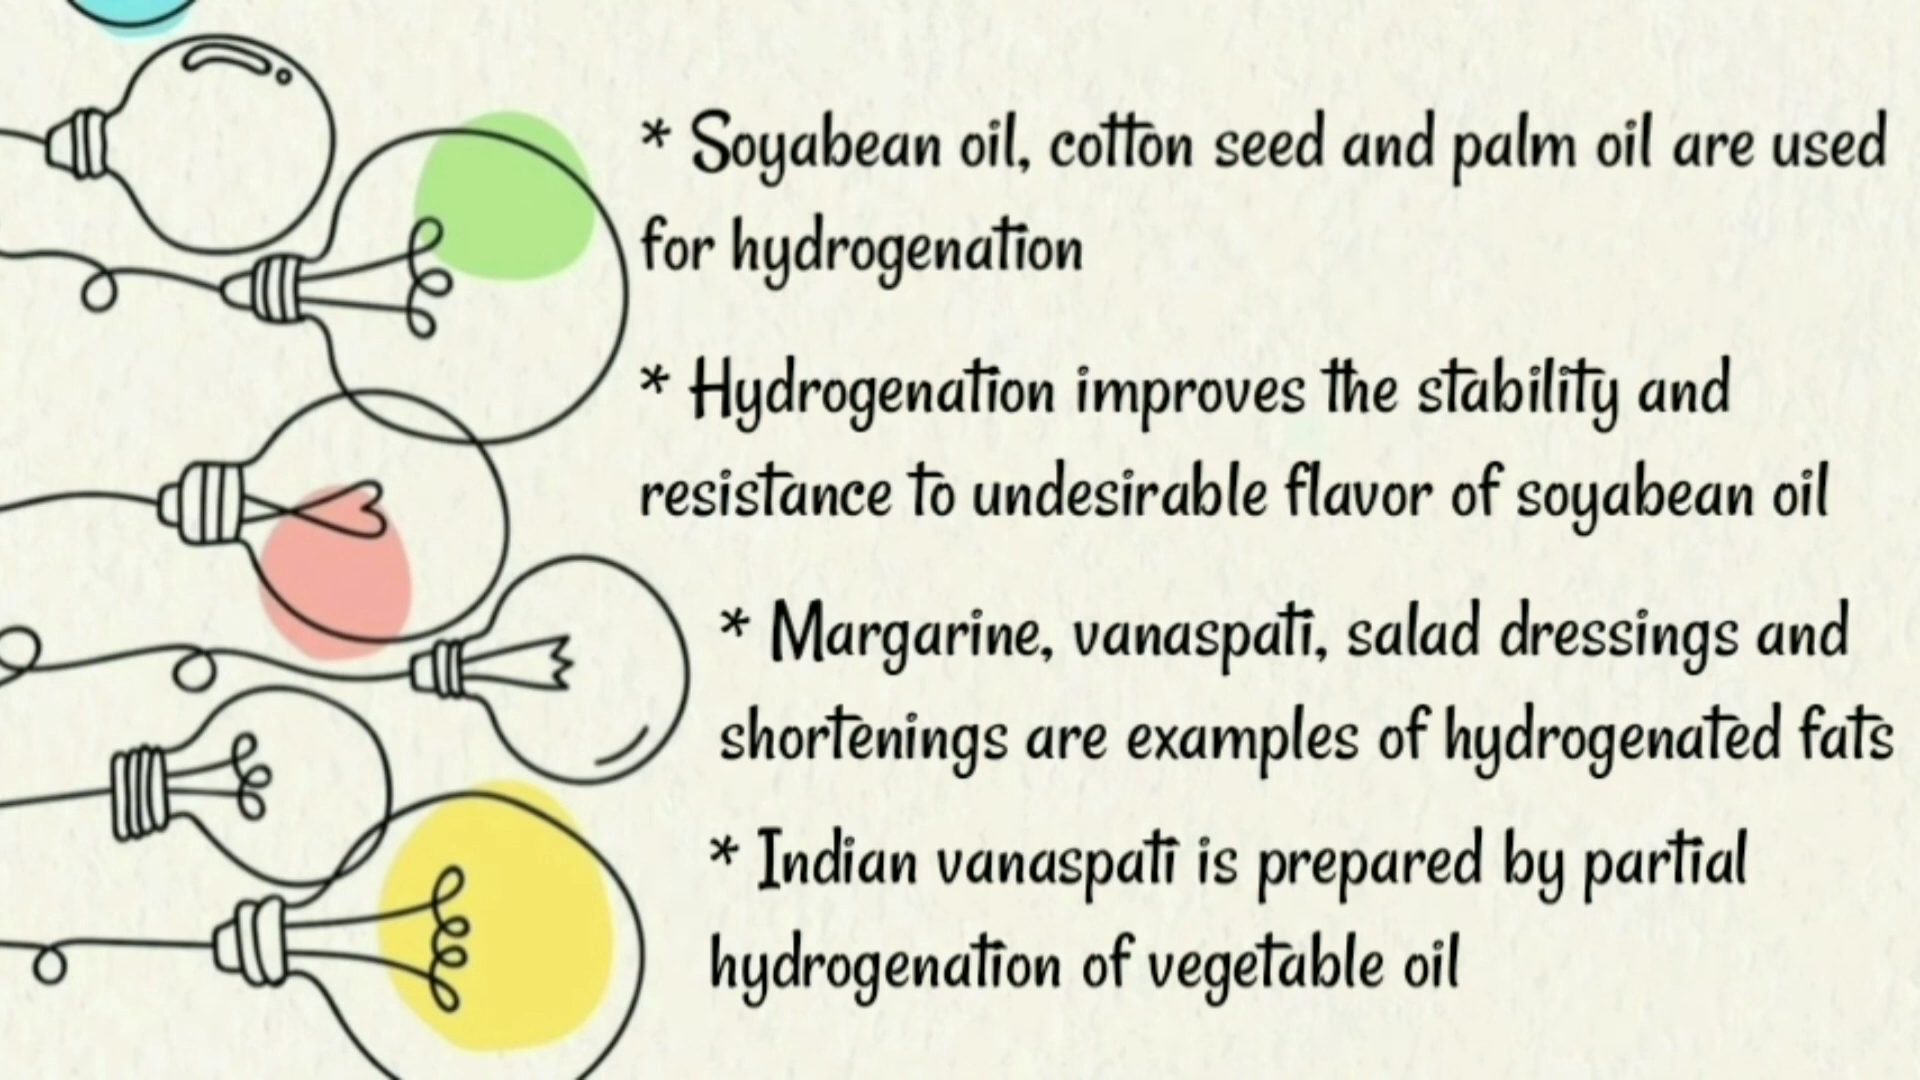 * Soyabean oil, cotton seed and palm oil are used
for hydrogenation
* Hydrogenation improves the stability and
resistance to undesirable flavor of soyabean oil
* Margarine, vanaspati, salad dressings and
shortenings are examples of hydrogenated fats
* Indian vanaspati is prepared by partial
hydrogenation of vegetable oil